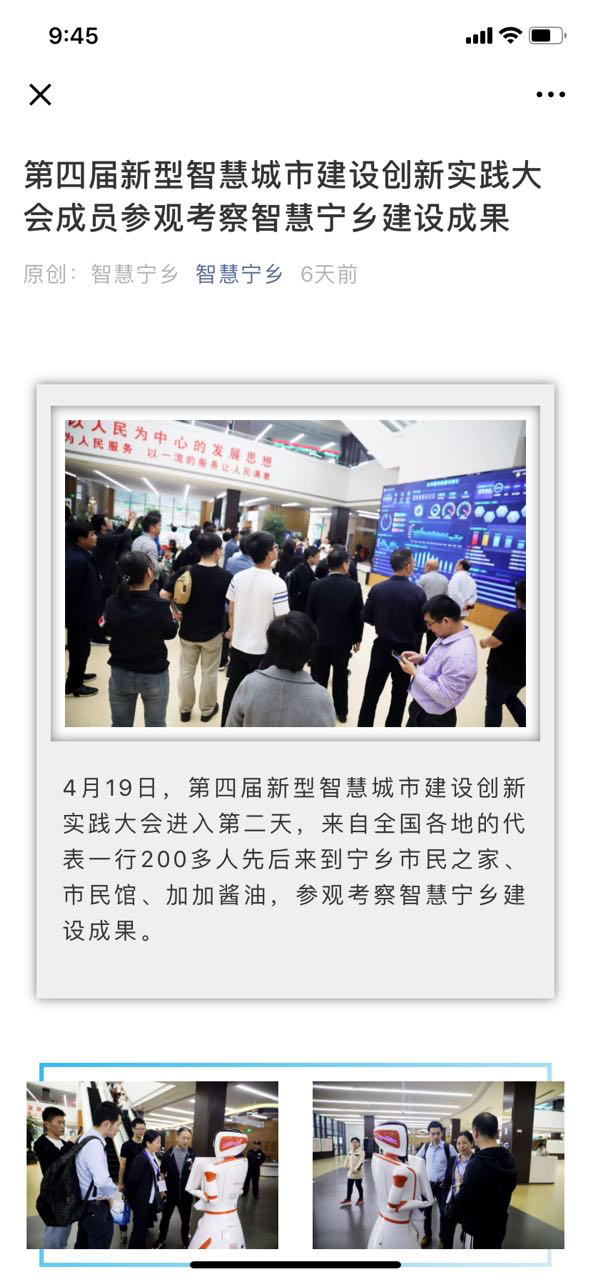 9:45
第四届新型智慧城市建设创新实践大
会成员参观考察智慧宁乡建设成果
原创：智慧宁乡 智慧宁乡 6天前
以人民为中心的发展思想
为人民服务 以一流的服务让人民满意
4月19日，第四届新型智慧城市建设创新
实践大会进入第二天，来自全国各地的代
表一行200多人先后来到宁乡市民之家、
市民馆、加加酱油，参观考察智慧宁乡建
设成果。